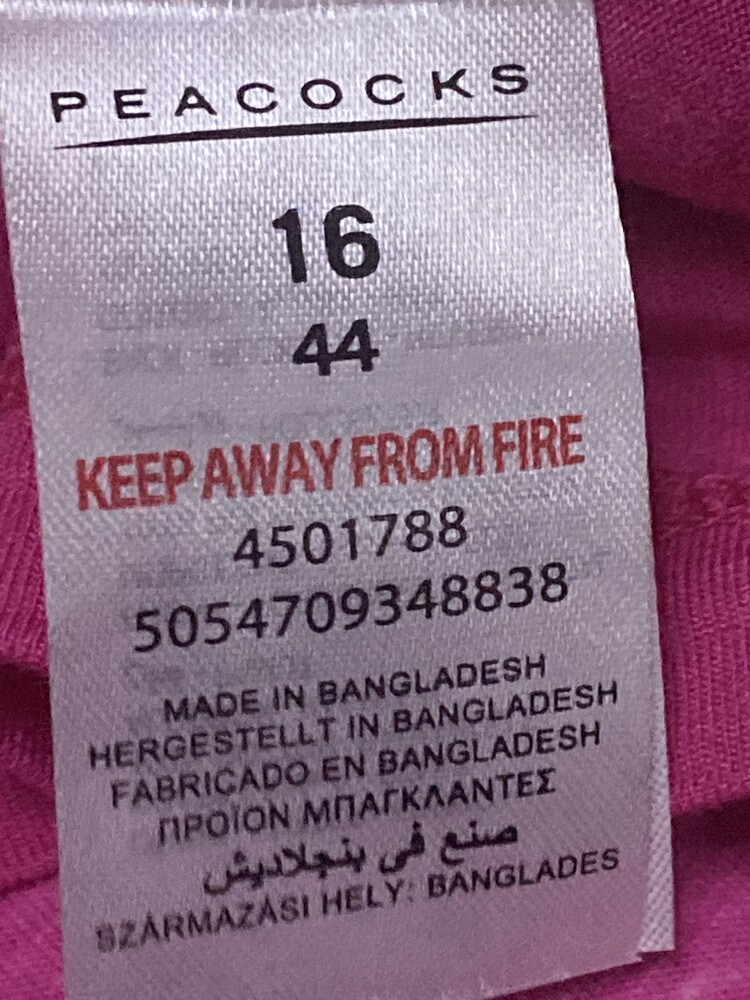 PEACOCKS
16
44
KEEP AWAY FROM FIRE
4501788
5054709348838
MADE IN BANGLADESH
HERGESTELLT IN BANGLADESH
FABRICADO EN BANGLADESH
ΠΡΟΪΟΝ ΜΠΑΓΚΛΑΝΤΕΣ
صنع في بنجلاديش
SZÁRMAZÁSI HELY: BANGLADES